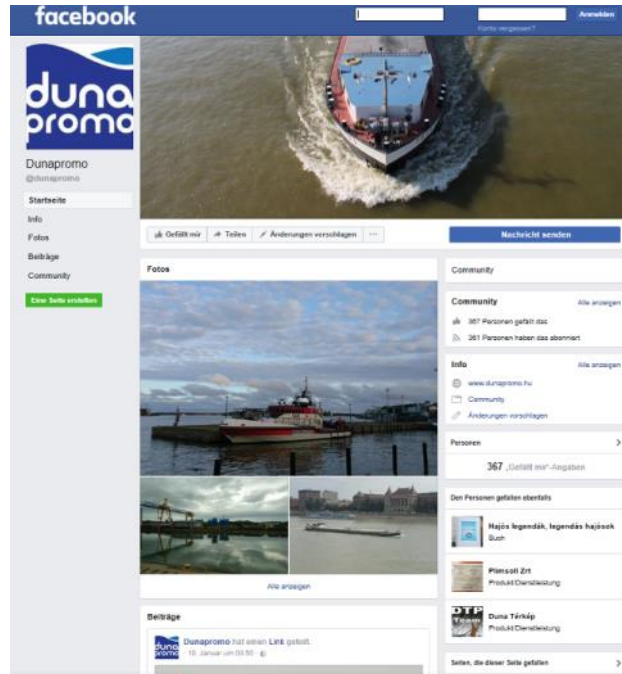 facebook
Anmelden
Konto vergessen?
duna
promo
Dunapromo
@dunapromo
Startseite
Info
Fotos
Beiträge
Community
Eine Seite erstellen
Gefällt mir
Teilen
Änderungen vorschlagen
...
Nachricht senden
Fotos
Alle anzeigen
Beiträge
duna
promo
Dunapromo hat einen Link geteilt.
Community
Community
Alle anzeigen
367 Personen gefällt das
361 Personen haben das abonniert
Info
Alle anzeigen
www.dunapromo.hu
Community
Änderungen vorschlagen
Personen
367 „Gefällt mir“-Angaben
Den Personen gefallen ebenfalls
Hajós legendák, legendás hajósok
Buch
Plimsoll Zrt
Produkt/Dienstleistung
DTP
Team
Duna Térkép
Produkt/Dienstleistung
Seiten, die dieser Seite gefallen